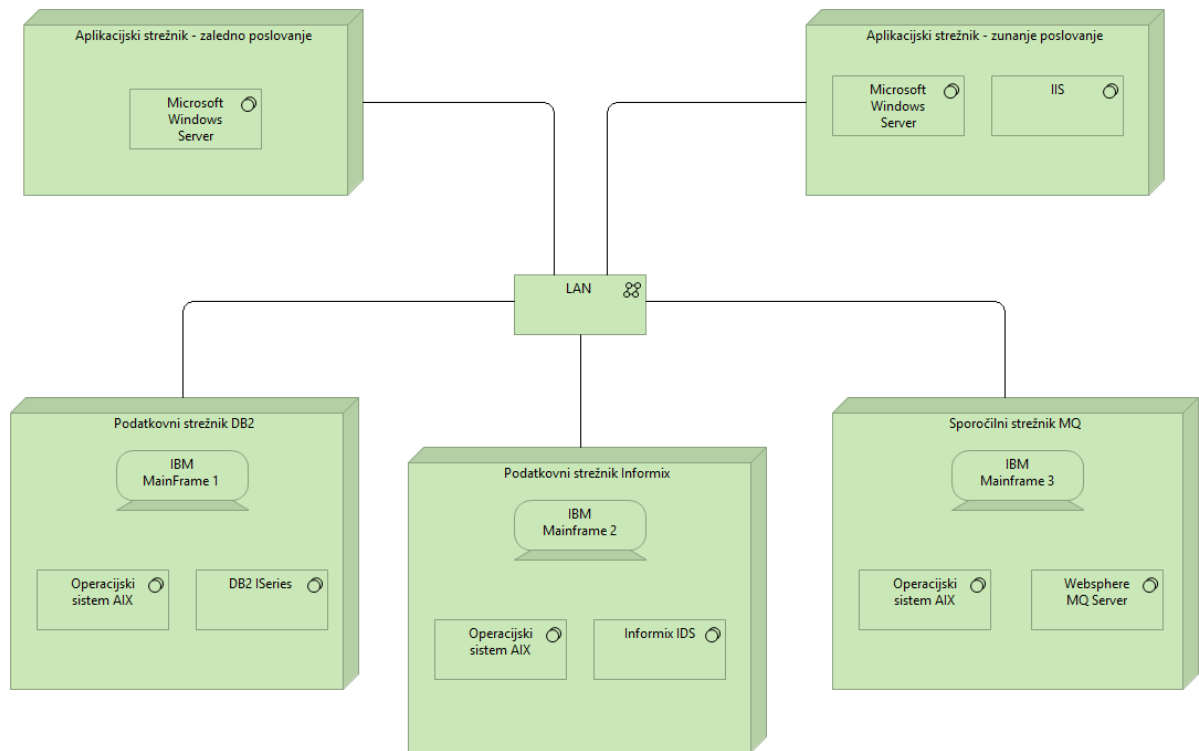 Aplikacijski strežnik - zaledno poslovanje
Microsoft
Windows
Server
Aplikacijski strežnik - zunanje poslovanje
Microsoft
Windows
Server
IIS
LAN
Podatkovni strežnik DB2
IBM
MainFrame 1
Operacijski
sistem AIX
DB2 ISeries
Podatkovni strežnik Informix
IBM
Mainframe 2
Operacijski
sistem AIX
Informix IDS
Sporočilni strežnik MQ
IBM
Mainframe 3
Operacijski
sistem AIX
Websphere
MQ Server